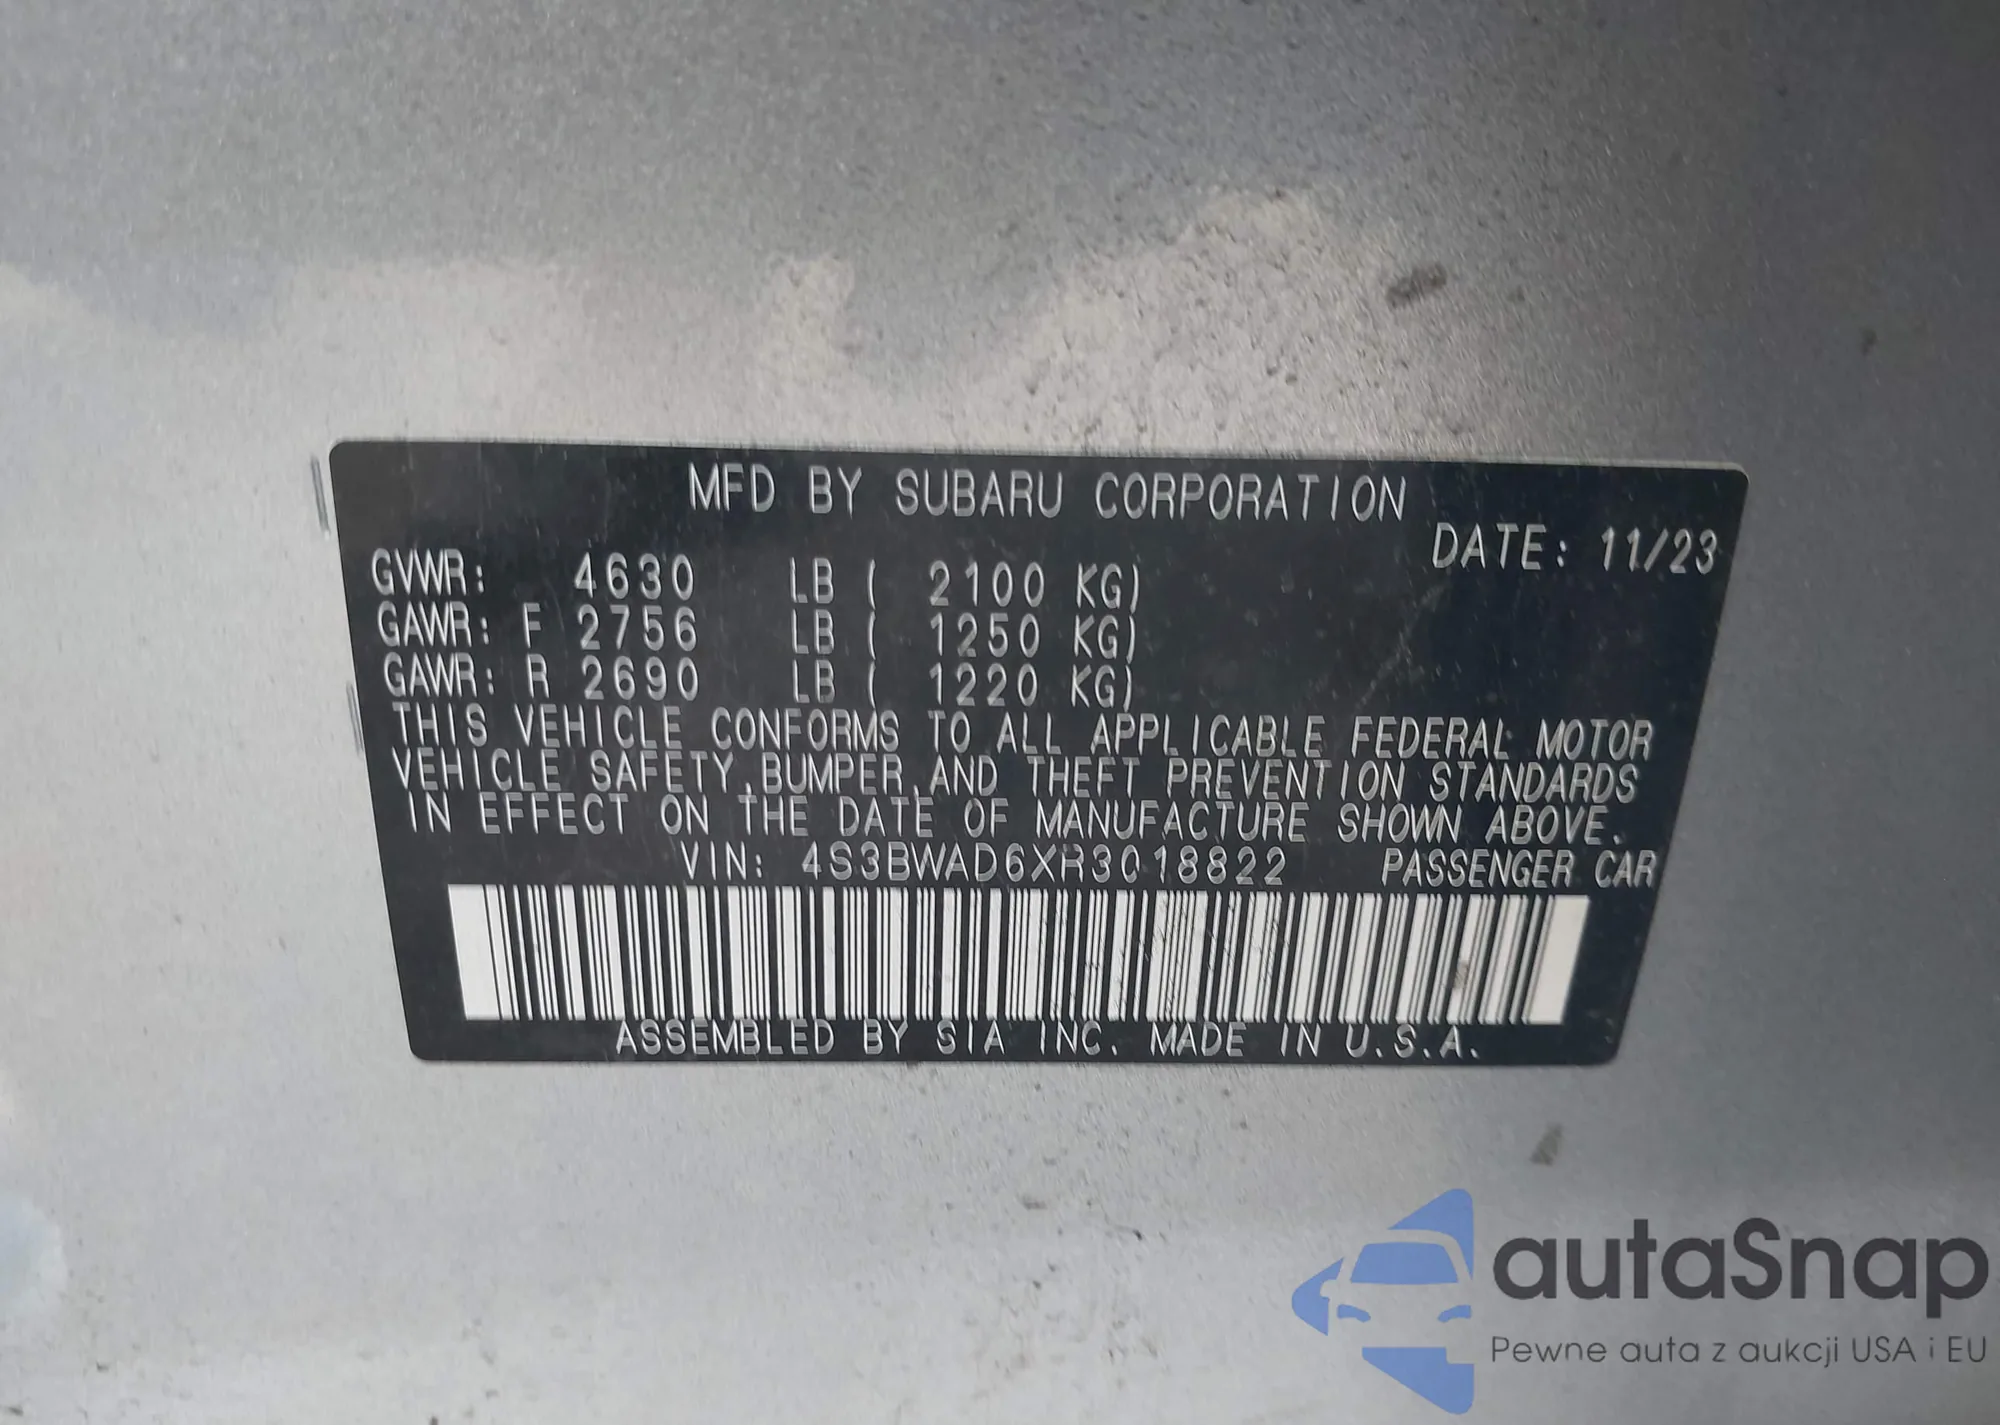 MFD BY SUBARU CORPORATION
DATE: 11/23
GVWR: 4630 LB ( 2100 KG)
GAWR: F 2756 LB ( 1250 KG)
GAWR: R 2690 LB ( 1220 KG)
THIS VEHICLE CONFORMS TO ALL APPLICABLE FEDERAL MOTOR
VEHICLE SAFETY,BUMPER,AND THEFT PREVENTION STANDARDS
IN EFFECT ON THE DATE OF MANUFACTURE SHOWN ABOVE.
VIN: 4S3BWAD6XR3018822 PASSENGER CAR
ASSEMBLED BY SIA INC. MADE IN U.S.A.
autaSnap
Pewne auta z aukcji USA i EU